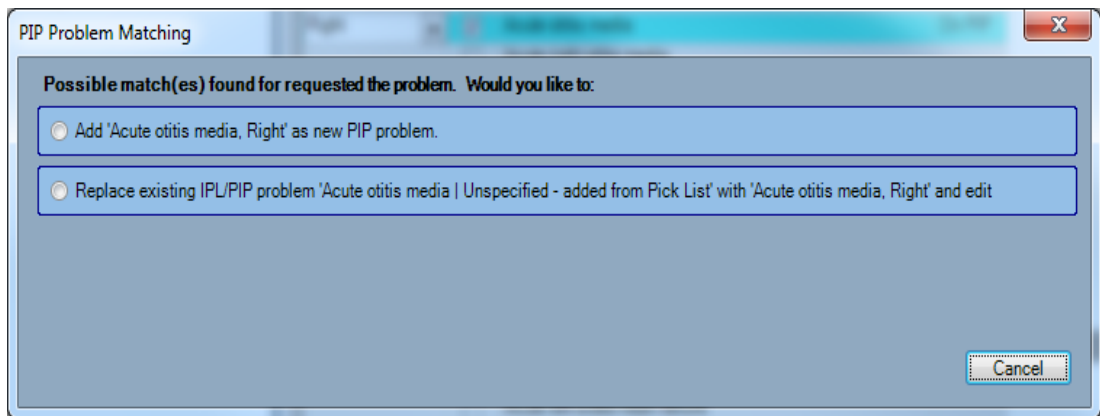 PIP Problem Matching
Possible match(es) found for requested the problem. Would you like to:
Add 'Acute otitis media, Right' as new PIP problem.
Replace existing IPL/PIP problem 'Acute otitis media | Unspecified - added from Pick List' with 'Acute otitis media, Right' and edit
Cancel